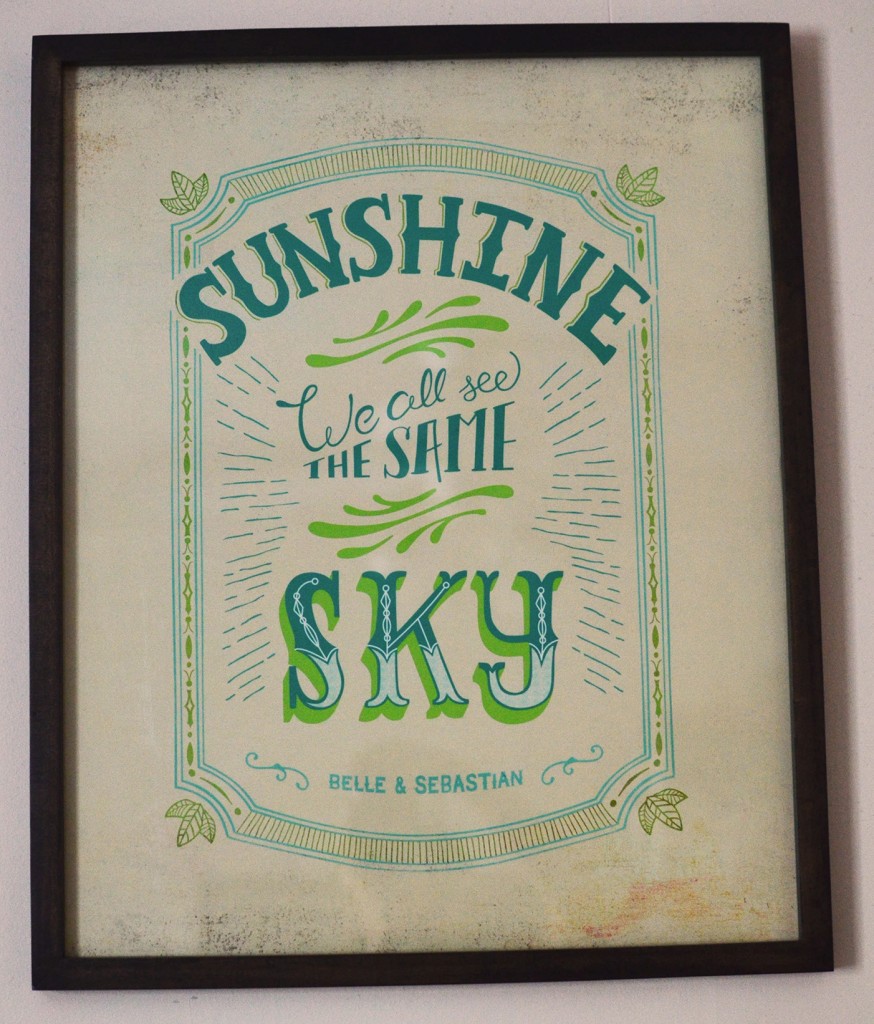 SUNSHINE
We all see
THE SAME
SKY
BELLE & SEBASTIAN